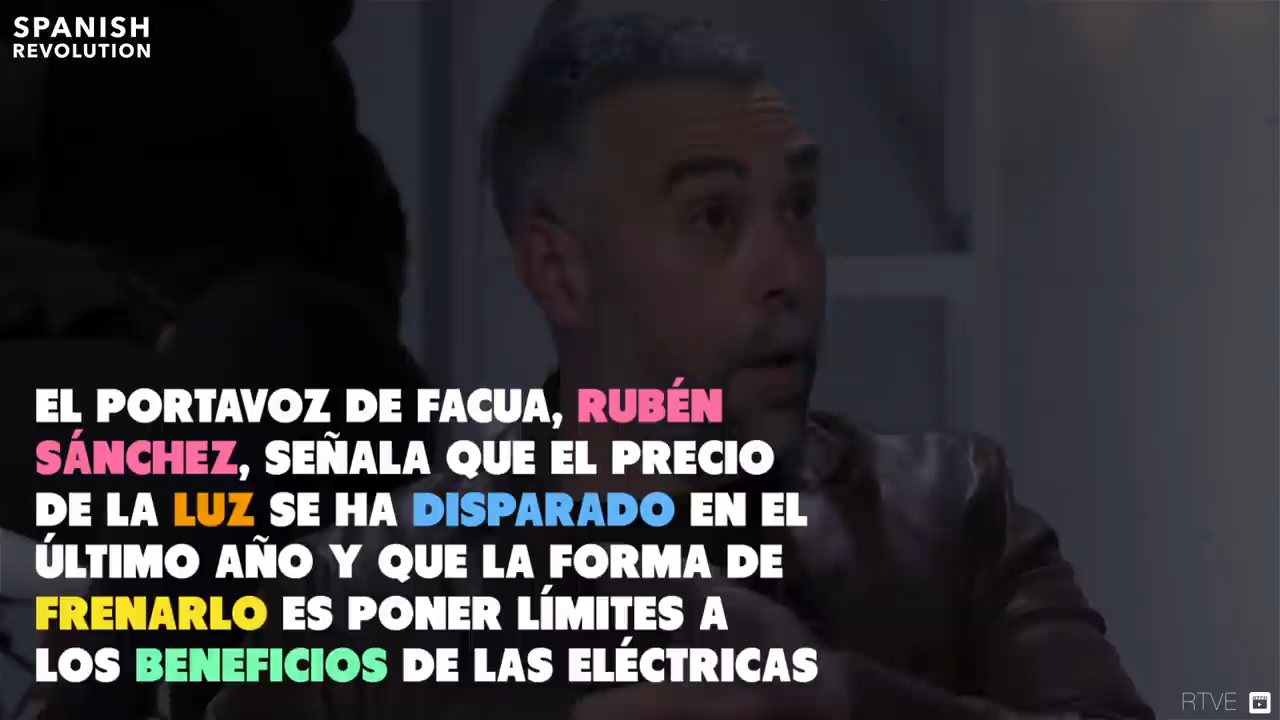 SPANISH
REVOLUTION
EL PORTAVOZ DE FACUA, RUBÉN
SÁNCHEZ, SEÑALA QUE EL PRECIO
DE LA LUZ SE HA DISPARADO EN EL
ÚLTIMO AÑO Y QUE LA FORMA DE
FRENARLO ES PONER LÍMITES A
LOS BENEFICIOS DE LAS ELÉCTRICAS
RTVE